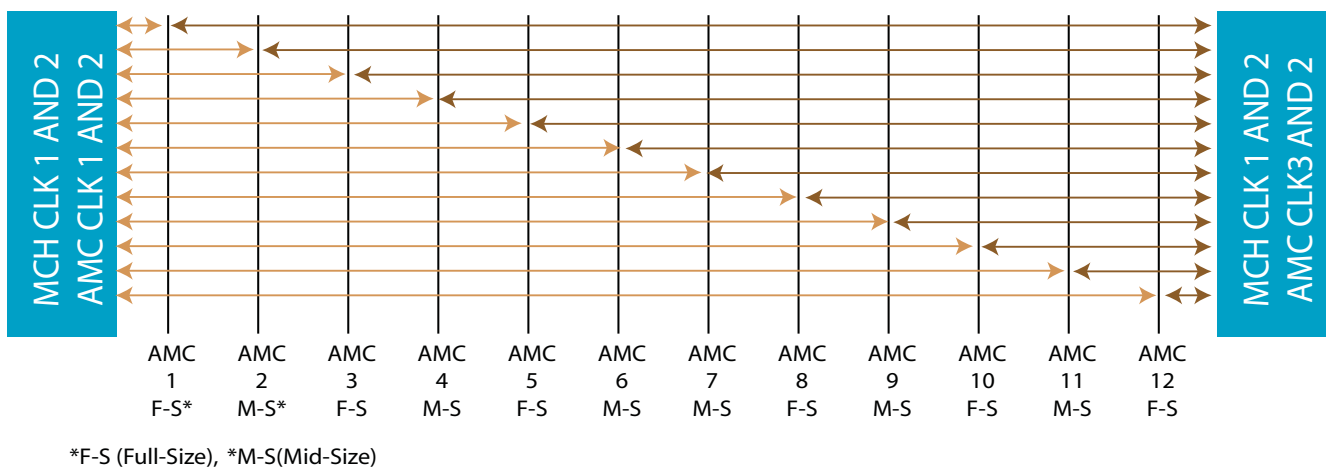 MCH CLK 1 AND 2
AMC CLK 1 AND 2
MCH CLK 1 AND 2
AMC CLK3 AND 2
AMC AMC AMC AMC AMC AMC AMC AMC AMC AMC AMC AMC
1 2 3 4 5 6 7 8 9 10 11 12
F-S* M-S* F-S M-S F-S M-S M-S F-S M-S F-S M-S F-S
*F-S (Full-Size), *M-S(Mid-Size)